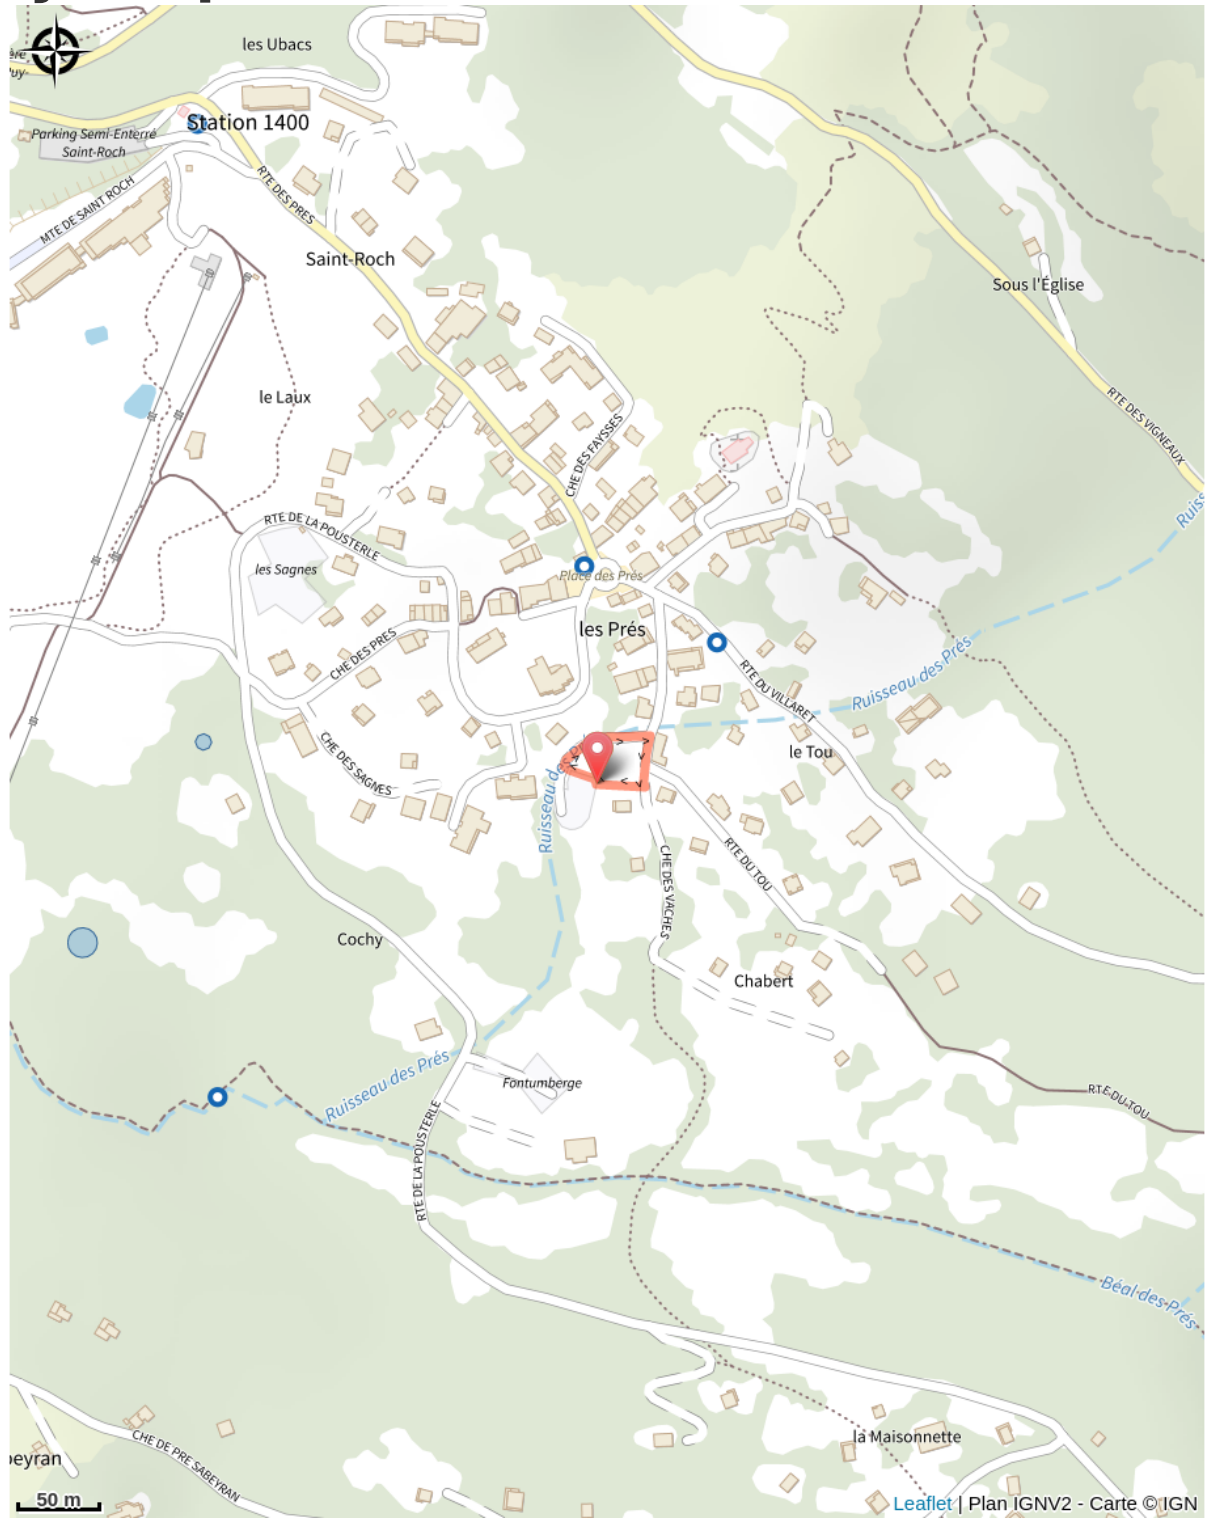 les Ubacs
Station 1400
Parking Semi-Enterré
Saint-Roch
RTE DES PRES
MTE DE SAINT ROCH
Saint-Roch
Sous l'Église
le Laux
RTE DES VIGNEAUX
CHE DES FAYSSES
RTE DE LA POUSTERLE
les Sagnes
Place des Prés
les Prés
CHE DES PRES
Ruisseau des Prés
RTE DU VILLARET
le Tou
CHE DES SAGNES
Ruisseau des Pré
RTE DU TOU
CHE DES VACHES
Cochy
Chabert
Ruisseau des Prés
Fontumberge
RTE DU TOU
RTE DE LA POUSTERLE
Béal des Prés
la Maisonnette
CHE DE PRE SABEYRAN
beyran
50 m
Leaflet | Plan IGNV2 - Carte © IGN